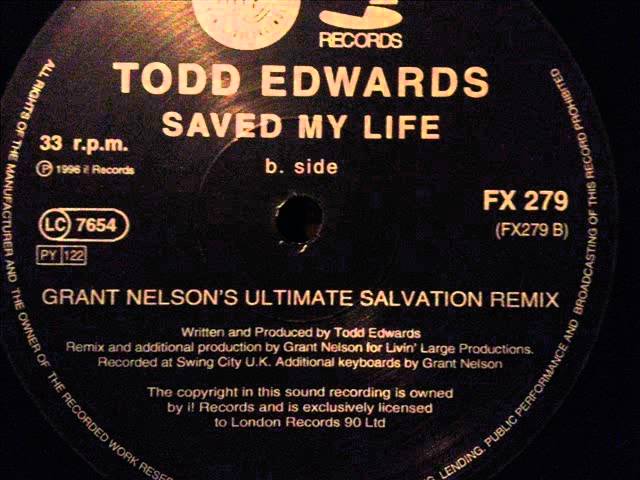 RECORDS
TODD EDWARDS
SAVED MY LIFE
33 r.p.m.
b. side
Ⓟ 1996 i! Records
FX 279
(FX279 B)
LC 7654
PY 122
GRANT NELSON'S ULTIMATE SALVATION REMIX
Written and Produced by Todd Edwards
Remix and additional production by Grant Nelson for Livin' Large Productions.
Recorded at Swing City U.K. Additional keyboards by Grant Nelson
The copyright in this sound recording is owned
by i! Records and is exclusively licensed
to London Records 90 Ltd
ALL RIGHTS OF THE MANUFACTURER AND THE OWNER OF THE RECORDED WORK
LENDING, PUBLIC PERFORMANCE AND BROADCASTING OF THIS RECORD PROHIBITED